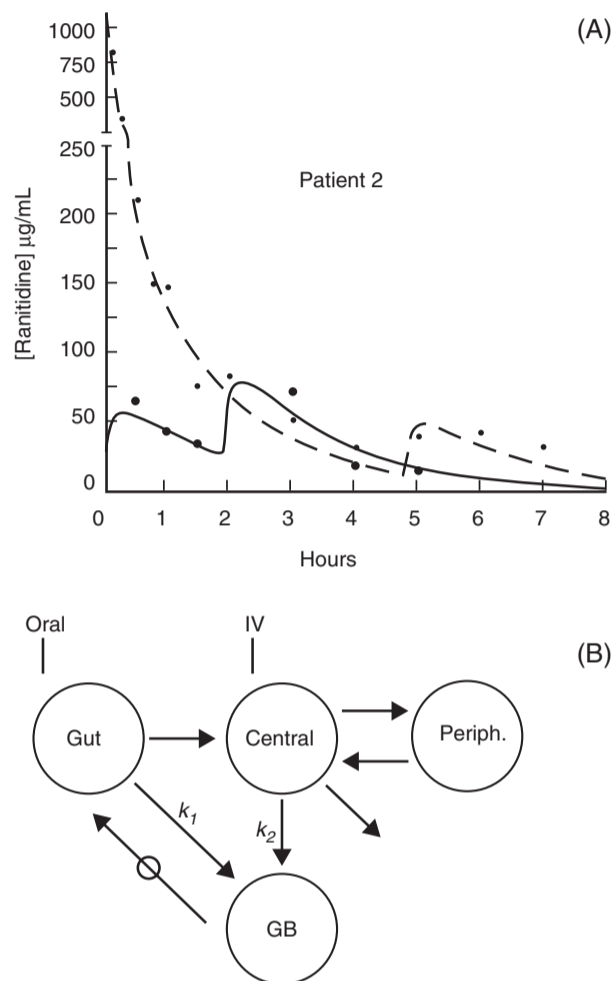 (A)
1000
750
500
250
200
150
100
50
0
[Ranitidine] µg/mL
Patient 2
0 1 2 3 4 5 6 7 8
Hours
(B)
Oral IV
Gut Central Periph.
k1 k2
GB